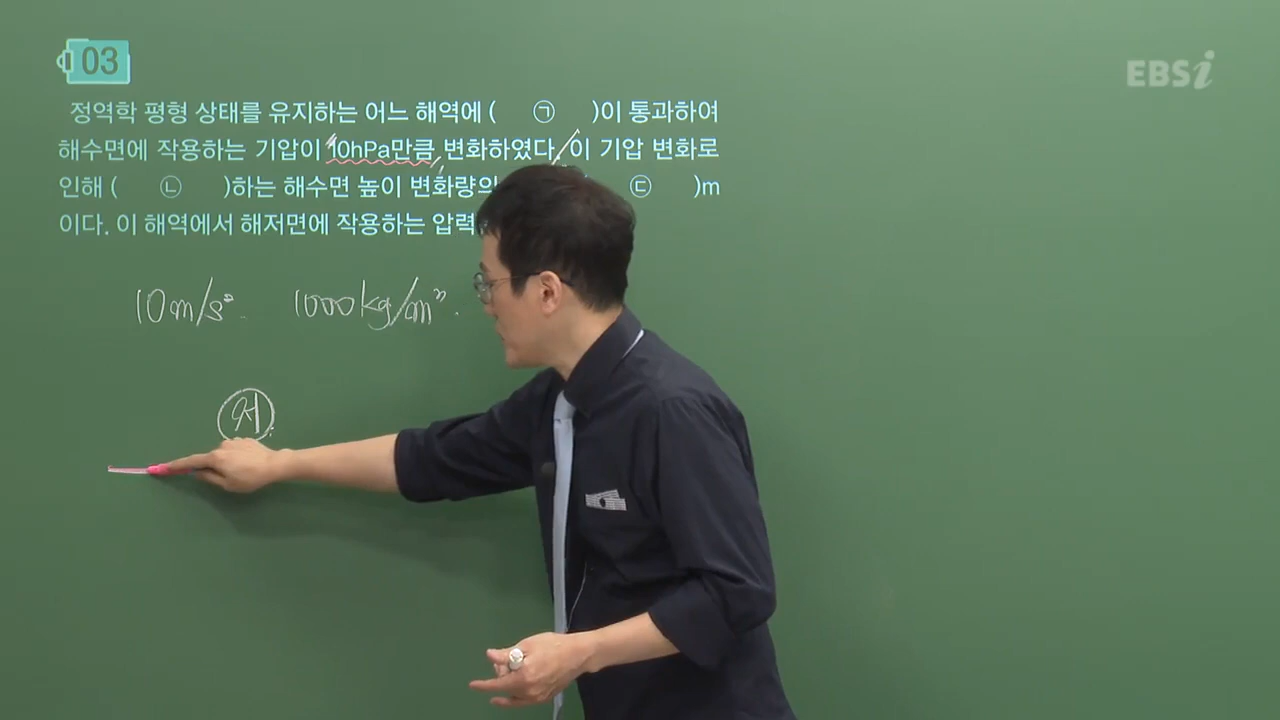 03
EBSi
정역학 평형 상태를 유지하는 어느 해역에 ( ㉠ )이 통과하여
해수면에 작용하는 기압이 10hPa만큼 변화하였다. 이 기압 변화로
인해 ( ㉡ )하는 해수면 높이 변화량의 ㉢ )m
이다. 이 해역에서 해저면에 작용하는 압력
10m/s² 1000kg/m³.
저